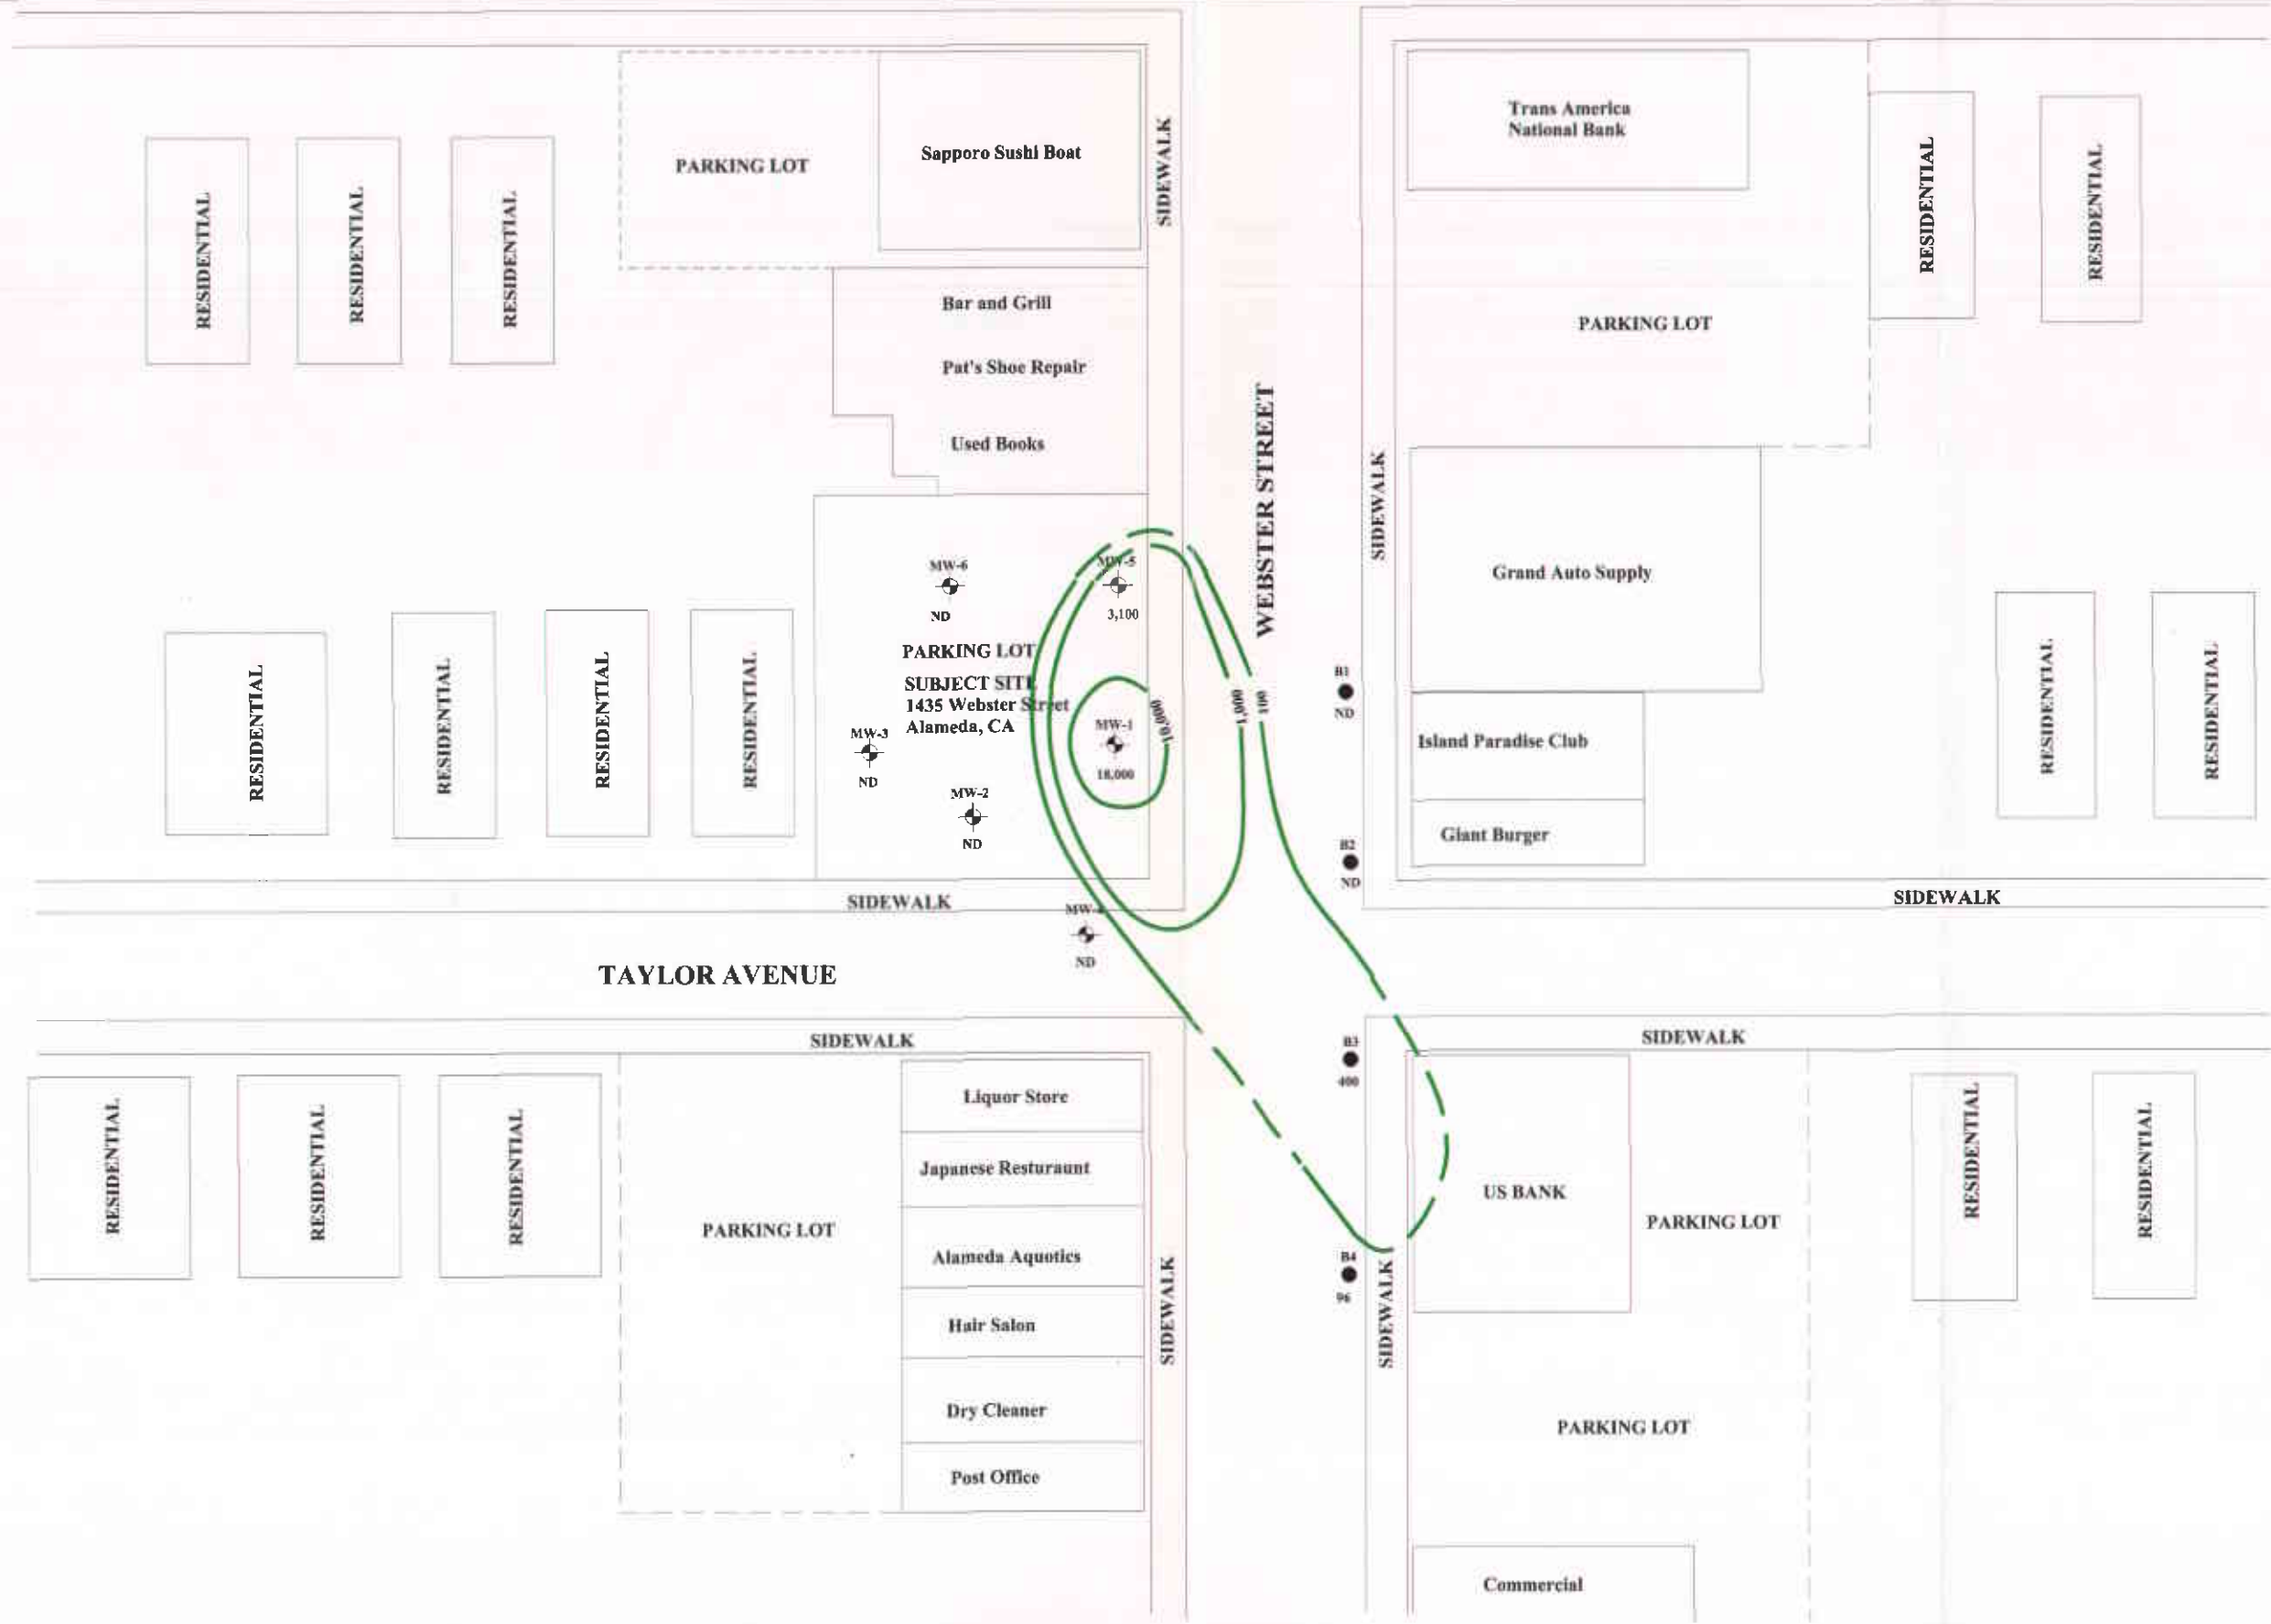 Trans America
National Bank
PARKING LOT
Sapporo Sushi Boat
SIDEWALK
RESIDENTIAL
RESIDENTIAL
RESIDENTIAL
RESIDENTIAL
RESIDENTIAL
Bar and Grill
PARKING LOT
Pat's Shoe Repair
Used Books
WEBSTER STREET
SIDEWALK
MW-6
ND
MW-5
3,100
Grand Auto Supply
PARKING LOT
SUBJECT SITE
1435 Webster Street
Alameda, CA
MW-1
18,000
10,000
1,000
100
B1
ND
MW-3
ND
MW-2
ND
RESIDENTIAL
RESIDENTIAL
RESIDENTIAL
RESIDENTIAL
RESIDENTIAL
RESIDENTIAL
Island Paradise Club
Giant Burger
B2
ND
SIDEWALK
SIDEWALK
MW-4
ND
TAYLOR AVENUE
SIDEWALK
SIDEWALK
B3
400
Liquor Store
Japanese Resturaunt
Alameda Aquotics
Hair Salon
Dry Cleaner
Post Office
RESIDENTIAL
RESIDENTIAL
RESIDENTIAL
PARKING LOT
US BANK
PARKING LOT
RESIDENTIAL
RESIDENTIAL
B4
96
SIDEWALK
SIDEWALK
PARKING LOT
Commercial